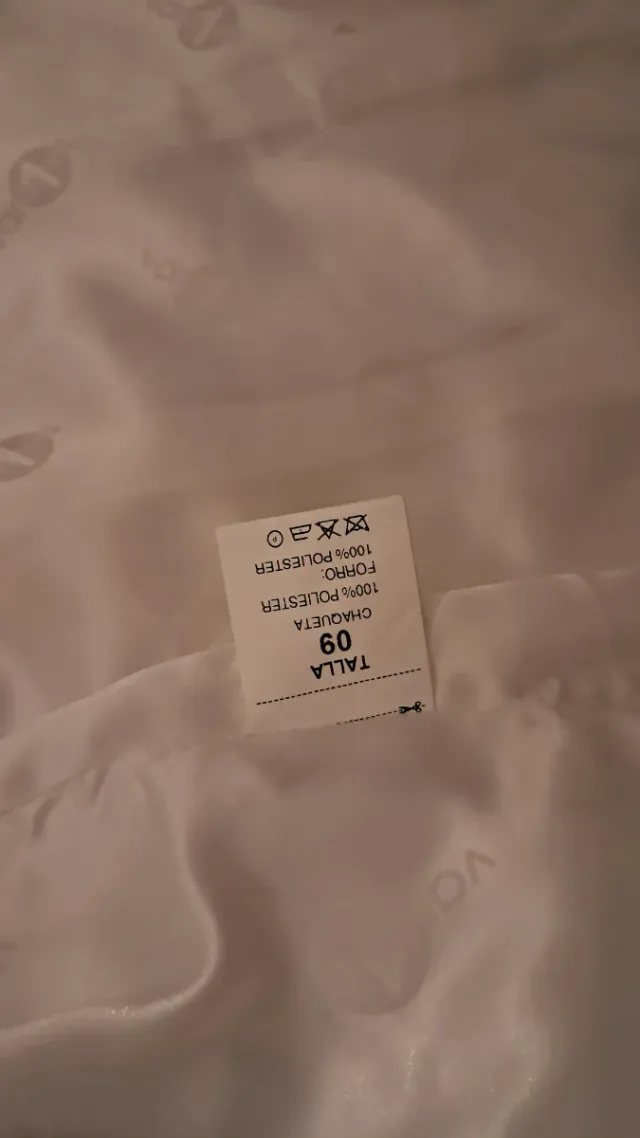 TALLA
60
CHAQUETA
100% POLIESTER
FORRO:
100% POLIESTER